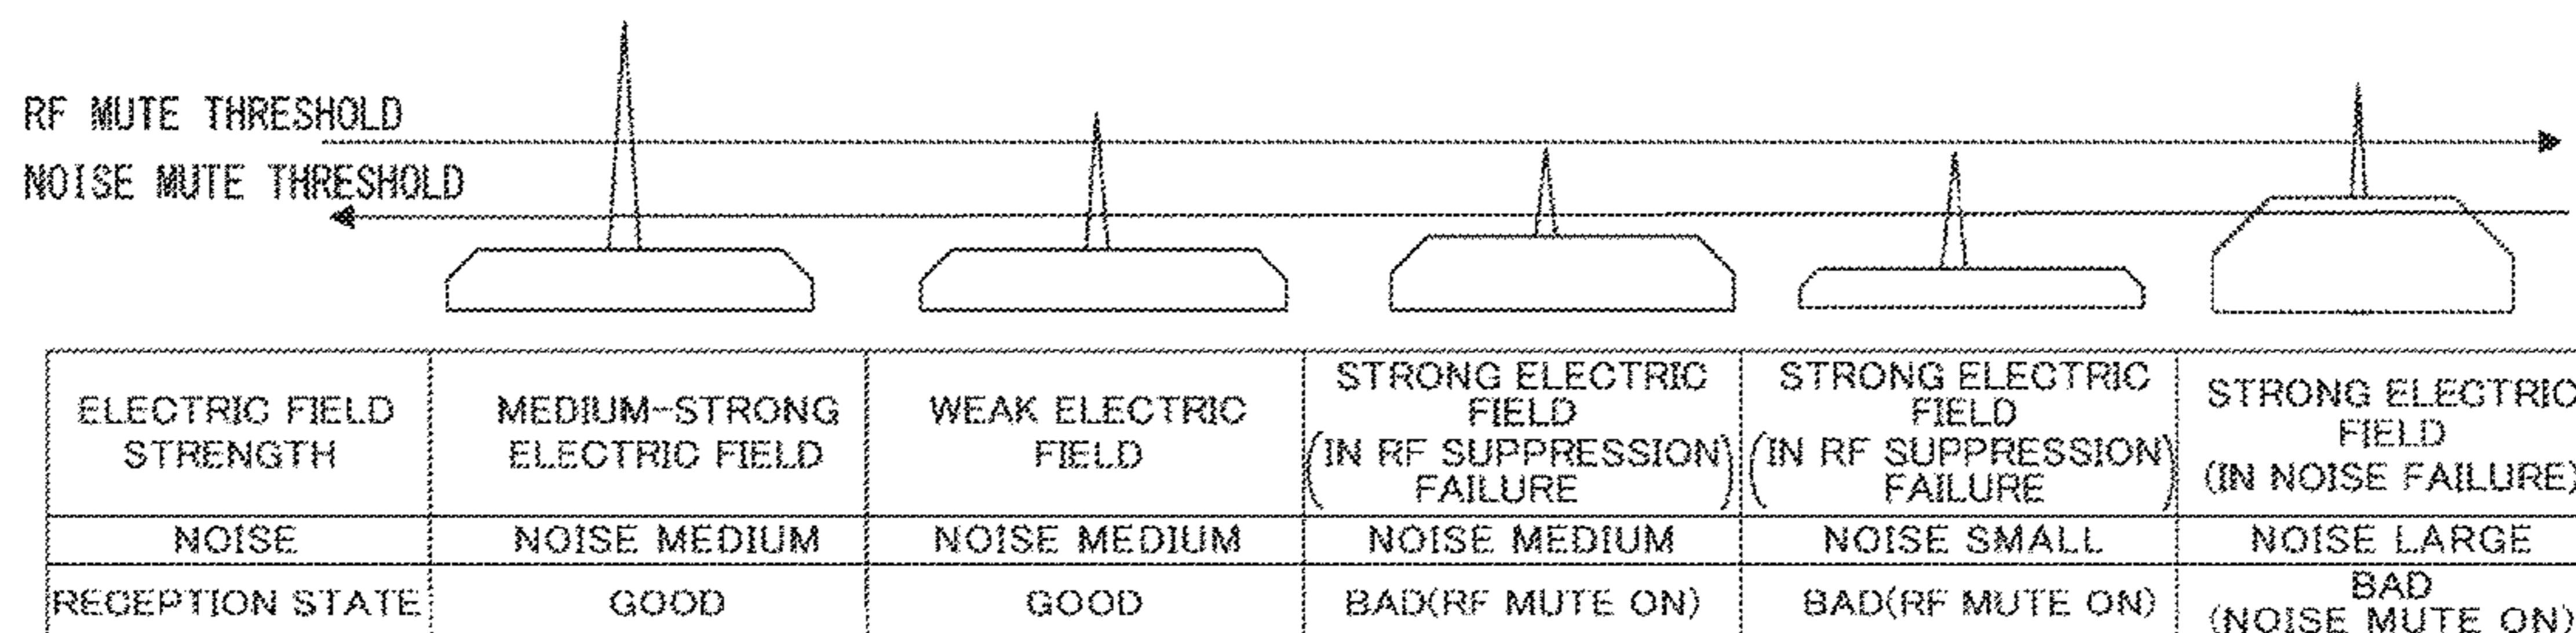 RF MUTE THRESHOLD
NOISE MUTE THRESHOLD
ELECTRIC FIELD
STRENGTH
MEDIUM-STRONG
ELECTRIC FIELD
WEAK ELECTRIC
FIELD
STRONG ELECTRIC
FIELD
(IN RF SUPPRESSION
FAILURE)
STRONG ELECTRIC
FIELD
(IN RF SUPPRESSION
FAILURE)
STRONG ELECTRIC
FIELD
(IN NOISE FAILURE)
NOISE
NOISE MEDIUM
NOISE MEDIUM
NOISE MEDIUM
NOISE SMALL
NOISE LARGE
RECEPTION STATE
GOOD
GOOD
BAD(RF MUTE ON)
BAD(RF MUTE ON)
BAD
(NOISE MUTE ON)